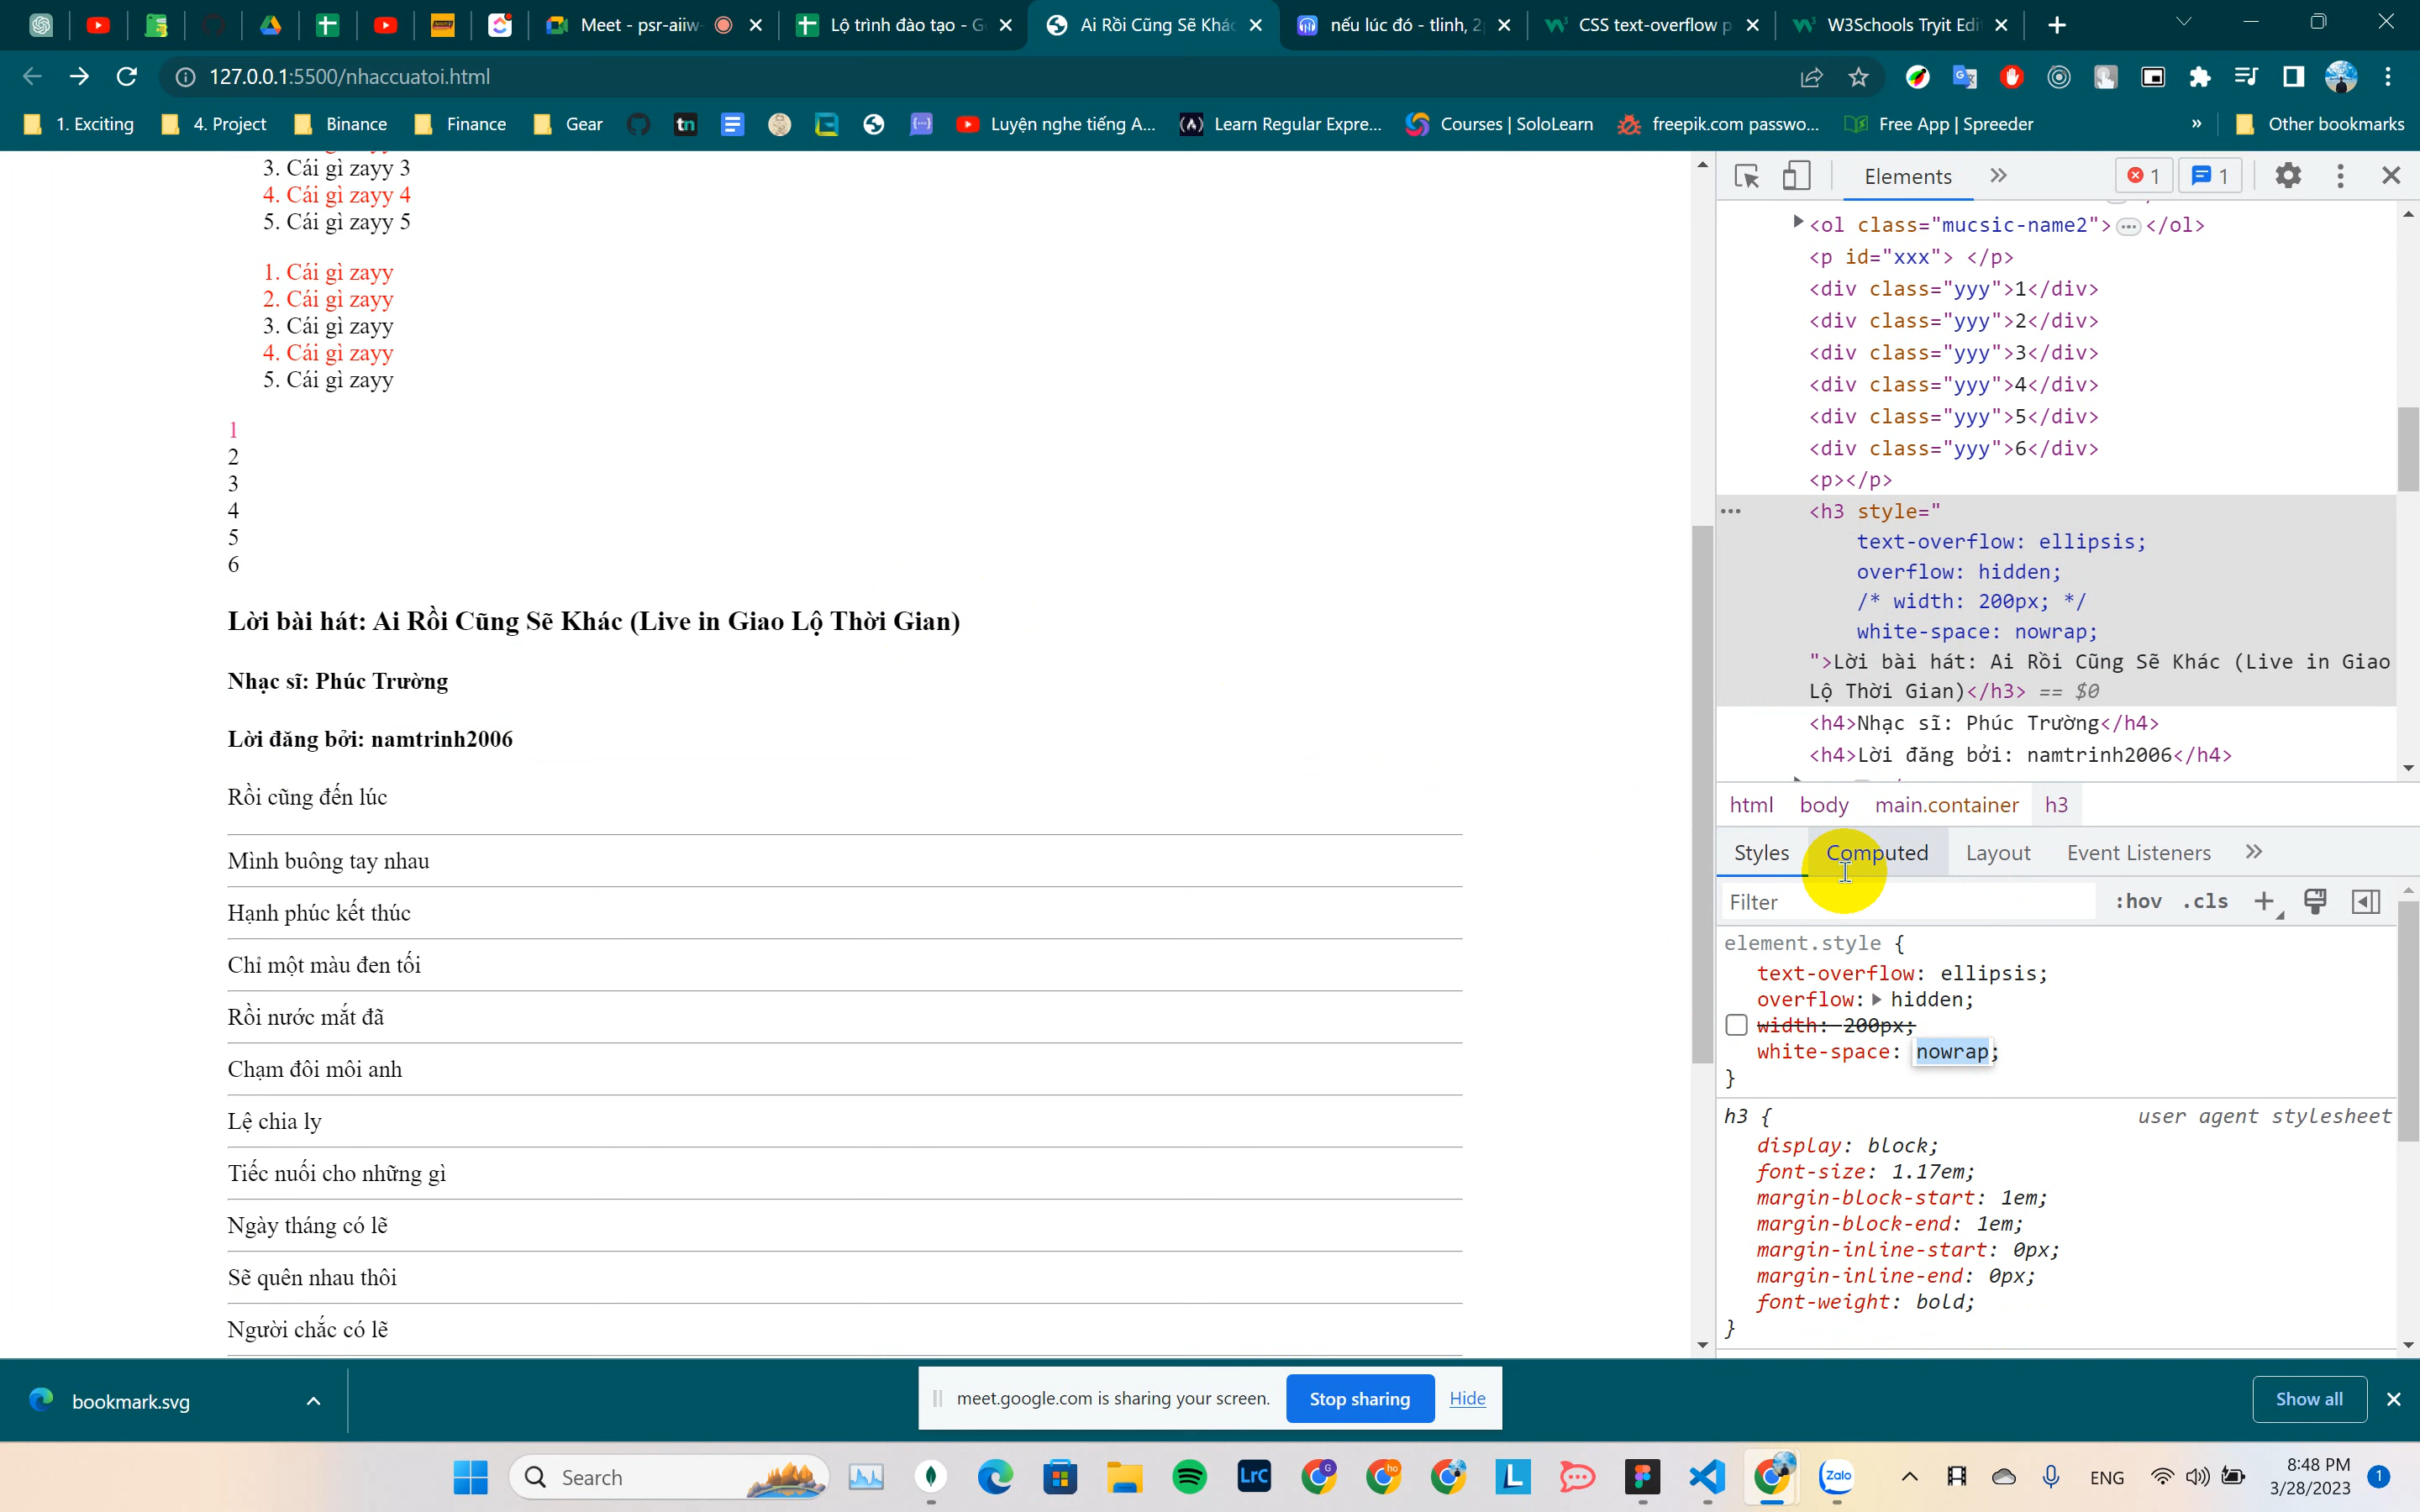 Meet - psr-aiiw
Lộ trình đào tạo - G
Ai Rồi Cũng Sẽ Khác
nếu lúc đó - tlinh, 2
CSS text-overflow p
W3Schools Tryit Edi
127.0.0.1:5500/nhaccuatoi.html
1. Exciting
4. Project
Binance
Finance
Gear
tn
Luyện nghe tiếng A...
Learn Regular Expre...
Courses | SoloLearn
freepik.com passwo...
Free App | Spreeder
»
Other bookmarks
3. Cái gì zayy 3
4. Cái gì zayy 4
5. Cái gì zayy 5
1. Cái gì zayy
2. Cái gì zayy
3. Cái gì zayy
4. Cái gì zayy
5. Cái gì zayy
1
2
3
4
5
6
Lời bài hát: Ai Rồi Cũng Sẽ Khác (Live in Giao Lộ Thời Gian)
Nhạc sĩ: Phúc Trường
Lời đăng bởi: namtrinh2006
Rồi cũng đến lúc
Mình buông tay nhau
Hạnh phúc kết thúc
Chỉ một màu đen tối
Rồi nước mắt đã
Chạm đôi môi anh
Lệ chia ly
Tiếc nuối cho những gì
Ngày tháng có lẽ
Sẽ quên nhau thôi
Người chắc có lẽ
Elements
»
1
1
<ol class="mucsic-name2">…</ol>
<p id="xxx"> </p>
<div class="yyy">1</div>
<div class="yyy">2</div>
<div class="yyy">3</div>
<div class="yyy">4</div>
<div class="yyy">5</div>
<div class="yyy">6</div>
<p></p>
<h3 style="
text-overflow: ellipsis;
overflow: hidden;
/* width: 200px; */
white-space: nowrap;
">Lời bài hát: Ai Rồi Cũng Sẽ Khác (Live in Giao
Lộ Thời Gian)</h3> == $0
<h4>Nhạc sĩ: Phúc Trường</h4>
<h4>Lời đăng bởi: namtrinh2006</h4>
html body main.container h3
Styles Computed Layout Event Listeners »
Filter :hov .cls
element.style {
text-overflow: ellipsis;
overflow: hidden;
width: 200px;
white-space: nowrap;
}
h3 { user agent stylesheet
display: block;
font-size: 1.17em;
margin-block-start: 1em;
margin-block-end: 1em;
margin-inline-start: 0px;
margin-inline-end: 0px;
font-weight: bold;
}
bookmark.svg
meet.google.com is sharing your screen.
Stop sharing
Hide
Show all
Search
LrC
G
ho
L
Zalo
ENG
8:48 PM
3/28/2023
1